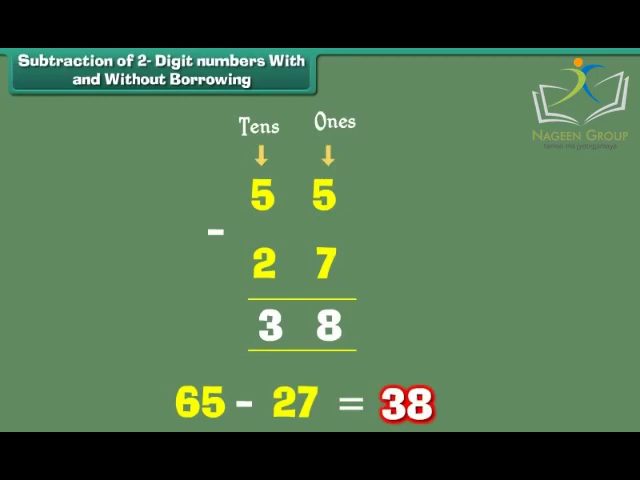 Subtraction of 2- Digit numbers With
and Without Borrowing
NAGEEN GROUP
Tens Ones
5 5
-
2 7
3 8
65 - 27 = 38